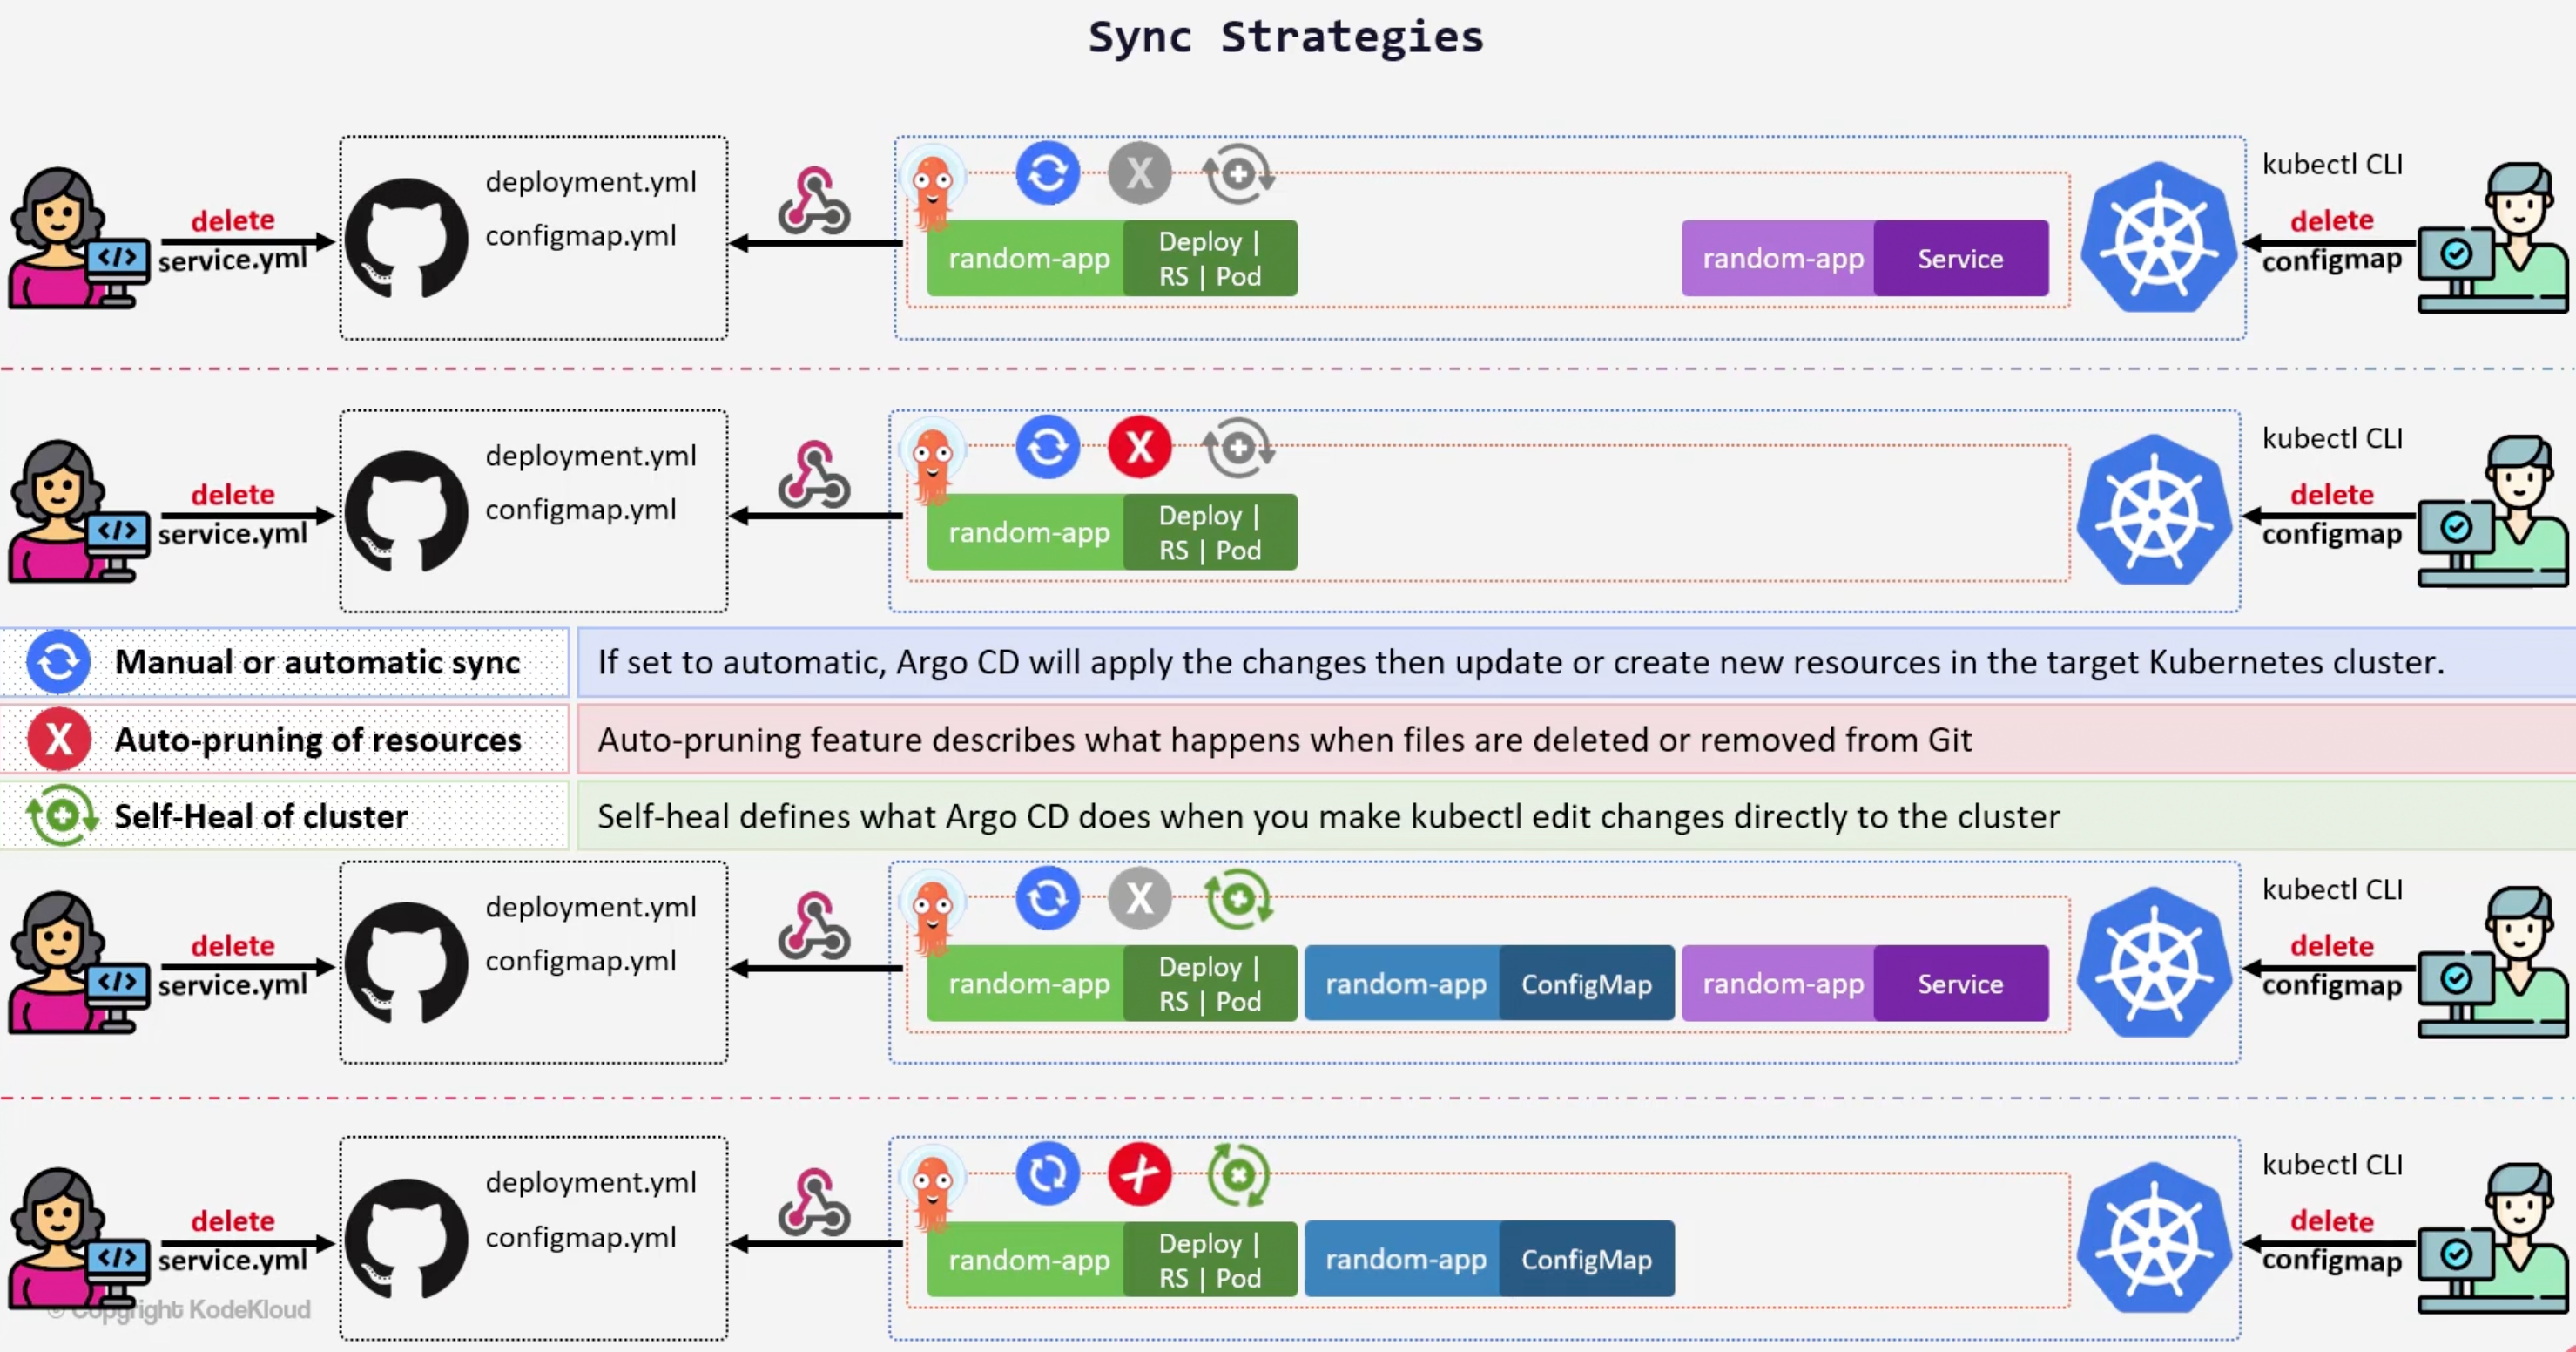 Sync Strategies
delete
service.yml
deployment.yml
configmap.yml
X
random-app
Deploy |
RS | Pod
random-app
Service
kubectl CLI
delete
configmap
delete
service.yml
deployment.yml
configmap.yml
X
random-app
Deploy |
RS | Pod
kubectl CLI
delete
configmap
Manual or automatic sync
If set to automatic, Argo CD will apply the changes then update or create new resources in the target Kubernetes cluster.
X
Auto-pruning of resources
Auto-pruning feature describes what happens when files are deleted or removed from Git
Self-Heal of cluster
Self-heal defines what Argo CD does when you make kubectl edit changes directly to the cluster
delete
service.yml
deployment.yml
configmap.yml
X
random-app
Deploy |
RS | Pod
random-app
ConfigMap
random-app
Service
kubectl CLI
delete
configmap
delete
service.yml
deployment.yml
configmap.yml
X
random-app
Deploy |
RS | Pod
random-app
ConfigMap
kubectl CLI
delete
configmap
© Copyright KodeKloud